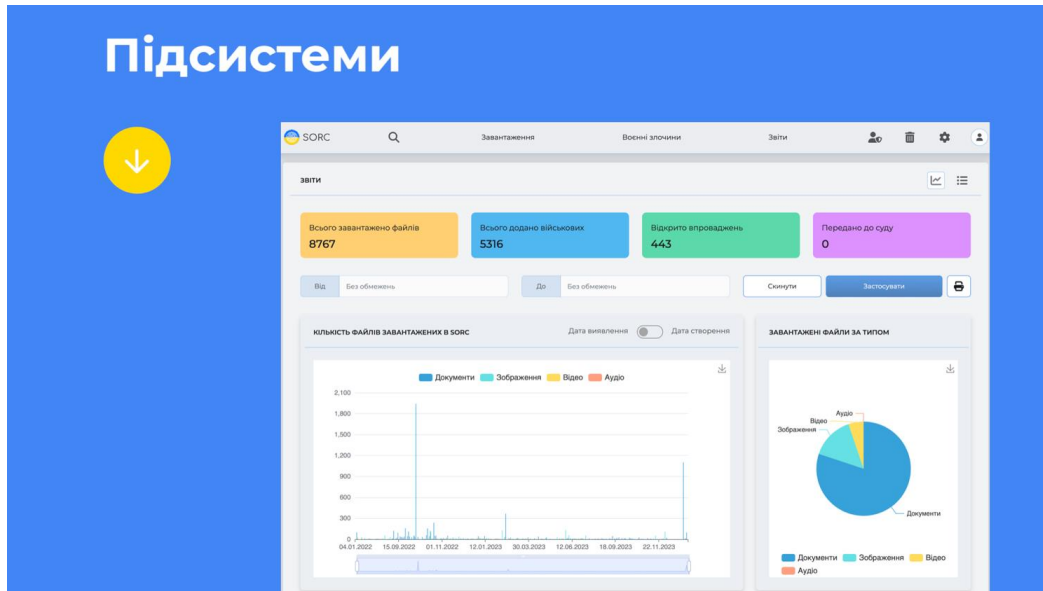 Підсистеми
SORC
Завантаження
Воєнні злочини
Звіти
ЗВІТИ
Всього завантажено файлів
8767
Всього додано військових
5316
Відкрито впроваджень
443
Передано до суду
0
Від
Без обмежень
До
Без обмежень
Скинути
Застосувати
КІЛЬКІСТЬ ФАЙЛІВ ЗАВАНТАЖЕНИХ В SORC
Дата виявлення
Дата створення
Документи Зображення Відео Аудіо
2,100
1,800
1,500
1,200
900
600
300
0
04.01.2022 15.09.2022 01.11.2022 12.01.2023 30.03.2023 12.06.2023 18.09.2023 22.11.2023
ЗАВАНТАЖЕНІ ФАЙЛИ ЗА ТИПОМ
Аудіо
Відео
Зображення
Документи
Документи Зображення Відео
Аудіо